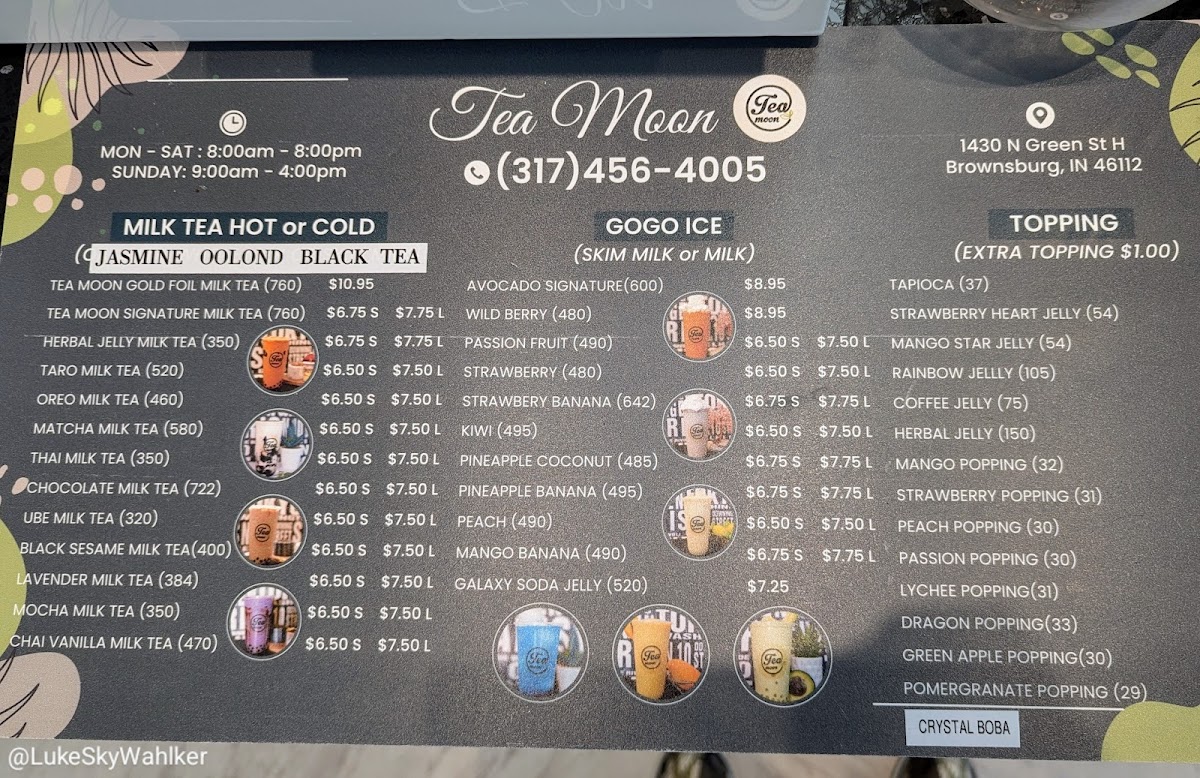 Tea Moon
Tea
moon
MON - SAT : 8:00am - 8:00pm
SUNDAY: 9:00am - 4:00pm
(317)456-4005
1430 N Green St H
Brownsburg, IN 46112
MILK TEA HOT or COLD
JASMINE OOLOND BLACK TEA
TEA MOON GOLD FOIL MILK TEA (760) $10.95
TEA MOON SIGNATURE MILK TEA (760) $6.75 S $7.75 L
HERBAL JELLY MILK TEA (350) $6.75 S $7.75 L
TARO MILK TEA (520) $6.50 S $7.50 L
OREO MILK TEA (460) $6.50 S $7.50 L
MATCHA MILK TEA (580) $6.50 S $7.50 L
THAI MILK TEA (350) $6.50 S $7.50 L
CHOCOLATE MILK TEA (722) $6.50 S $7.50 L
UBE MILK TEA (320) $6.50 S $7.50 L
BLACK SESAME MILK TEA(400) $6.50 S $7.50 L
LAVENDER MILK TEA (384) $6.50 S $7.50 L
MOCHA MILK TEA (350) $6.50 S $7.50 L
CHAI VANILLA MILK TEA (470) $6.50 S $7.50 L
GOGO ICE
(SKIM MILK or MILK)
AVOCADO SIGNATURE(600) $8.95
WILD BERRY (480) $8.95
PASSION FRUIT (490) $6.50 S $7.50 L
STRAWBERRY (480) $6.50 S $7.50 L
STRAWBERY BANANA (642) $6.75 S $7.75 L
KIWI (495) $6.50 S $7.50 L
PINEAPPLE COCONUT (485) $6.75 S $7.75 L
PINEAPPLE BANANA (495) $6.75 S $7.75 L
PEACH (490) $6.50 S $7.50 L
MANGO BANANA (490) $6.75 S $7.75 L
GALAXY SODA JELLY (520) $7.25
TOPPING
(EXTRA TOPPING $1.00)
TAPIOCA (37)
STRAWBERRY HEART JELLY (54)
MANGO STAR JELLY (54)
RAINBOW JELLLY (105)
COFFEE JELLY (75)
HERBAL JELLY (150)
MANGO POPPING (32)
STRAWBERRY POPPING (31)
PEACH POPPING (30)
PASSION POPPING (30)
LYCHEE POPPING(31)
DRAGON POPPING(33)
GREEN APPLE POPPING(30)
POMERGRANATE POPPING (29)
CRYSTAL BOBA
@LukeSkyWahlker